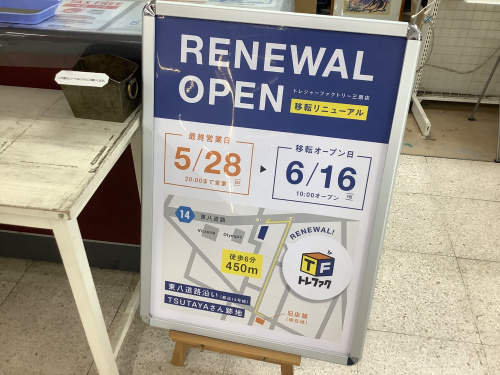 RENEWAL
OPEN
トレジャーファクトリー三鷹店
移転リニューアル
最終営業日
5/28
20:00まで営業
移転オープン日
6/16
10:00オープン
14 東八道路
Olympic
徒歩6分
450m
RENEWAL!
TF
トレファク
東八道路沿い
TSUTAYAさん跡地
旧店舗
(現在地)